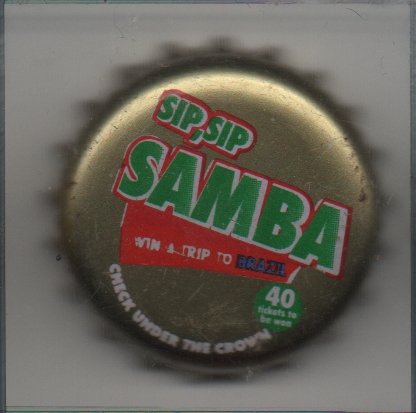 SIP, SIP
SAMBA
WIN A TRIP TO BRAZIL
40
tickets to
be won
CHECK UNDER THE CROWN